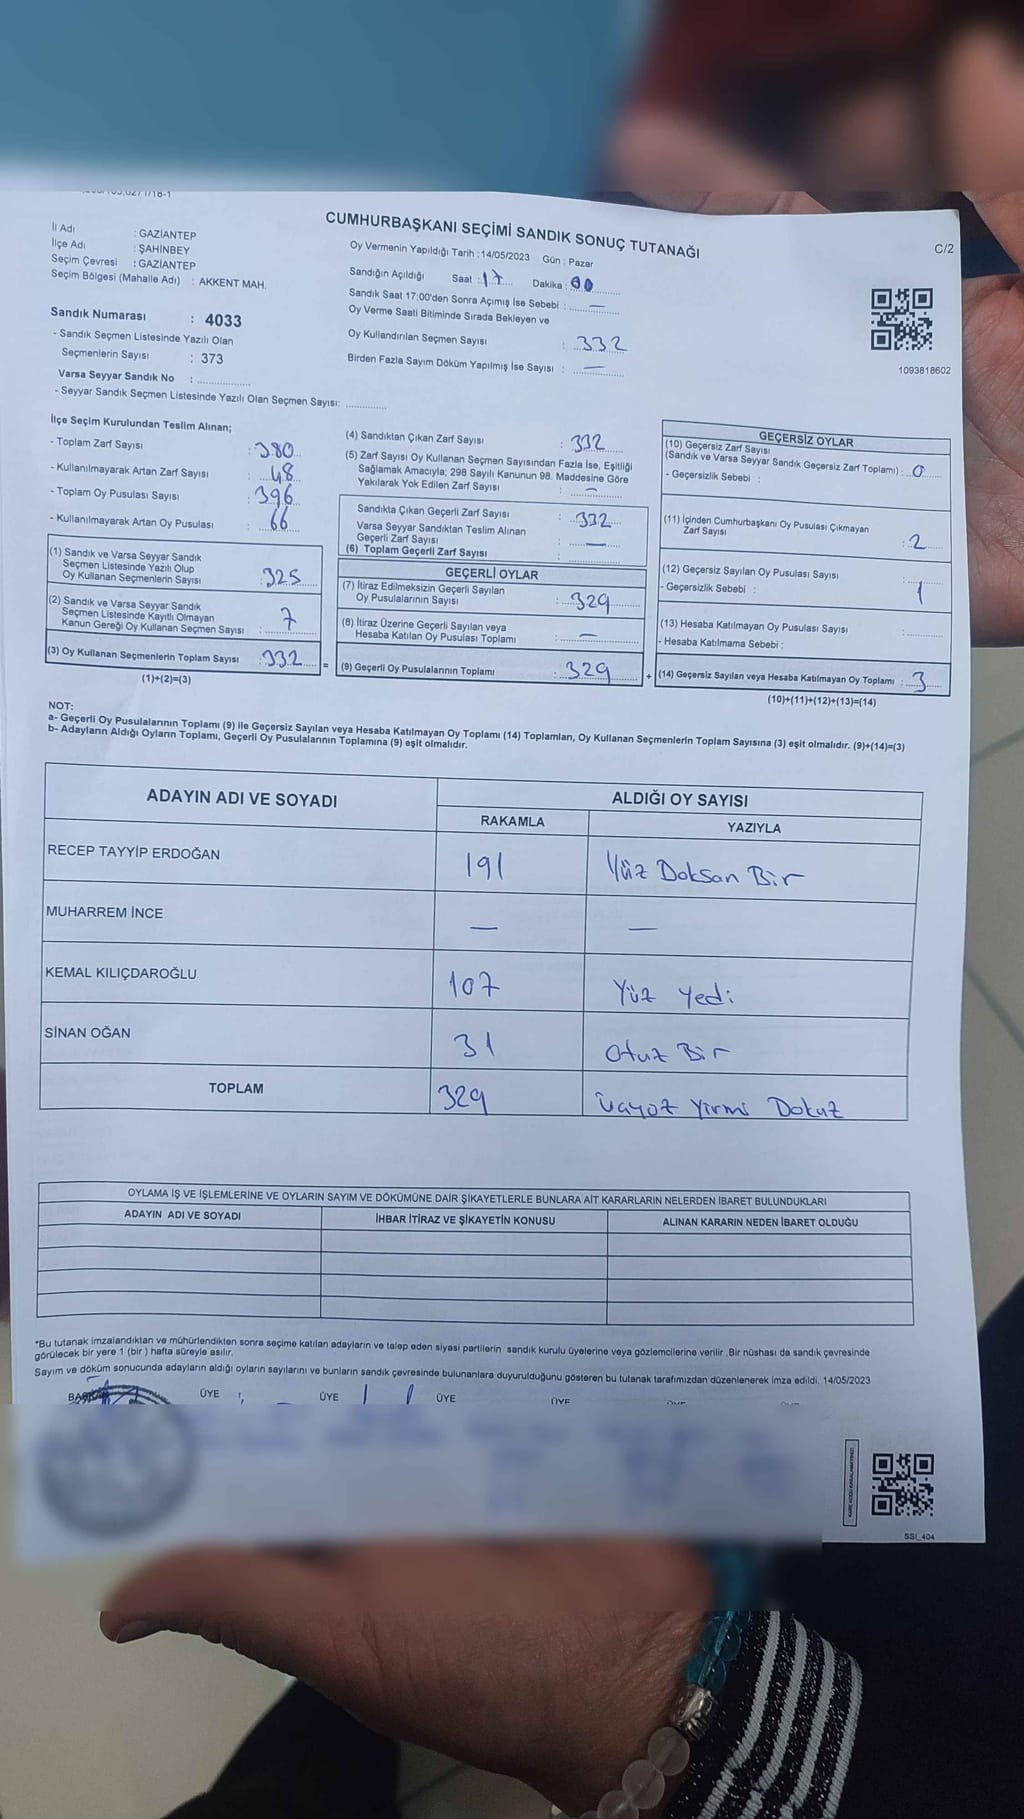 CUMHURBAŞKANI SEÇİMİ SANDIK SONUÇ TUTANAĞI
C/2
İl Adı : GAZİANTEP
İlçe Adı : ŞAHİNBEY
Seçim Çevresi : GAZİANTEP
Seçim Bölgesi (Mahalle Adı) : AKKENT MAH.
Oy Vermenin Yapıldığı Tarih : 14/05/2023 Gün : Pazar
Sandığın Açıldığı Saat : 17 Dakika : 00
Sandık Saat 17:00'den Sonra Açımış İse Sebebi : —
Oy Verme Saati Bitiminde Sırada Bekleyen ve
Oy Kullandırılan Seçmen Sayısı : 332
Birden Fazla Sayım Döküm Yapılmış İse Sayısı : —
1093818602
Sandık Numarası : 4033
- Sandık Seçmen Listesinde Yazılı Olan
Seçmenlerin Sayısı : 373
Varsa Seyyar Sandık No :
- Seyyar Sandık Seçmen Listesinde Yazılı Olan Seçmen Sayısı:
İlçe Seçim Kurulundan Teslim Alınan;
- Toplam Zarf Sayısı : 380
- Kullanılmayarak Artan Zarf Sayısı : 48
- Toplam Oy Pusulası Sayısı : 396
- Kullanılmayarak Artan Oy Pusulası : 66
(1) Sandık ve Varsa Seyyar Sandık
Seçmen Listesinde Yazılı Olup
Oy Kullanan Seçmenlerin Sayısı : 325
(2) Sandık ve Varsa Seyyar Sandık
Seçmen Listesinde Kayıtlı Olmayan
Kanun Gereği Oy Kullanan Seçmen Sayısı : 7
(3) Oy Kullanan Seçmenlerin Toplam Sayısı : 332
(1)+(2)=(3)
(4) Sandıktan Çıkan Zarf Sayısı : 332
(5) Zarf Sayısı Oy Kullanan Seçmen Sayısından Fazla İse, Eşitliği
Sağlamak Amacıyla; 298 Sayılı Kanunun 98. Maddesine Göre
Yakılarak Yok Edilen Zarf Sayısı : —
Sandıkta Çıkan Geçerli Zarf Sayısı : 332
Varsa Seyyar Sandıktan Teslim Alınan
Geçerli Zarf Sayısı : —
(6) Toplam Geçerli Zarf Sayısı :
GEÇERLİ OYLAR
(7) İtiraz Edilmeksizin Geçerli Sayılan
Oy Pusulalarının Sayısı : 329
(8) İtiraz Üzerine Geçerli Sayılan veya
Hesaba Katılan Oy Pusulası Toplamı : —
= (9) Geçerli Oy Pusulalarının Toplamı : 329
GEÇERSİZ OYLAR
(10) Geçersiz Zarf Sayısı
(Sandık ve Varsa Seyyar Sandık Geçersiz Zarf Toplamı) : 0
- Geçersizlik Sebebi :
(11) İçinden Cumhurbaşkanı Oy Pusulası Çıkmayan
Zarf Sayısı : 2
(12) Geçersiz Sayılan Oy Pusulası Sayısı : 1
- Geçersizlik Sebebi :
(13) Hesaba Katılmayan Oy Pusulası Sayısı :
- Hesaba Katılmama Sebebi :
+ (14) Geçersiz Sayılan veya Hesaba Katılmayan Oy Toplamı : 3
(10)+(11)+(12)+(13)=(14)
NOT:
a- Geçerli Oy Pusulalarının Toplamı (9) ile Geçersiz Sayılan veya Hesaba Katılmayan Oy Toplamı (14) Toplamları, Oy Kullanan Seçmenlerin Toplam Sayısına (3) eşit olmalıdır. (9)+(14)=(3)
b- Adayların Aldığı Oyların Toplamı, Geçerli Oy Pusulalarının Toplamına (9) eşit olmalıdır.
ADAYIN ADI VE SOYADI ALDIĞI OY SAYISI
RAKAMLA YAZIYLA
RECEP TAYYİP ERDOĞAN 191 Yüz Doksan Bir
MUHARREM İNCE — —
KEMAL KILIÇDAROĞLU 107 Yüz Yedi
SİNAN OĞAN 31 Otuz Bir
TOPLAM 329 Üçyüz Yirmi Dokuz
OYLAMA İŞ VE İŞLEMLERİNE VE OYLARIN SAYIM VE DÖKÜMÜNE DAİR ŞİKAYETLERLE BUNLARA AİT KARARLARIN NELERDEN İBARET BULUNDUKLARI
ADAYIN ADI VE SOYADI İHBAR İTİRAZ VE ŞİKAYETİN KONUSU ALINAN KARARIN NEDEN İBARET OLDUĞU
*Bu tutanak imzalandıktan ve mühürlendikten sonra seçime katılan adayların ve talep eden siyasi partilerin sandık kurulu üyelerine veya gözlemcilerine verilir .Bir nüshası da sandık çevresinde
görülecek bir yere 1 (bir ) hafta süreyle asılır.
Sayım ve döküm sonucunda adayların aldığı oyların sayılarını ve bunların sandık çevresinde bulunanlara duyurulduğunu gösteren bu tutanak tarafımızdan düzenlenerek imza edildi. 14/05/2023
ÜYE ÜYE ÜYE ÜYE
SSI_404